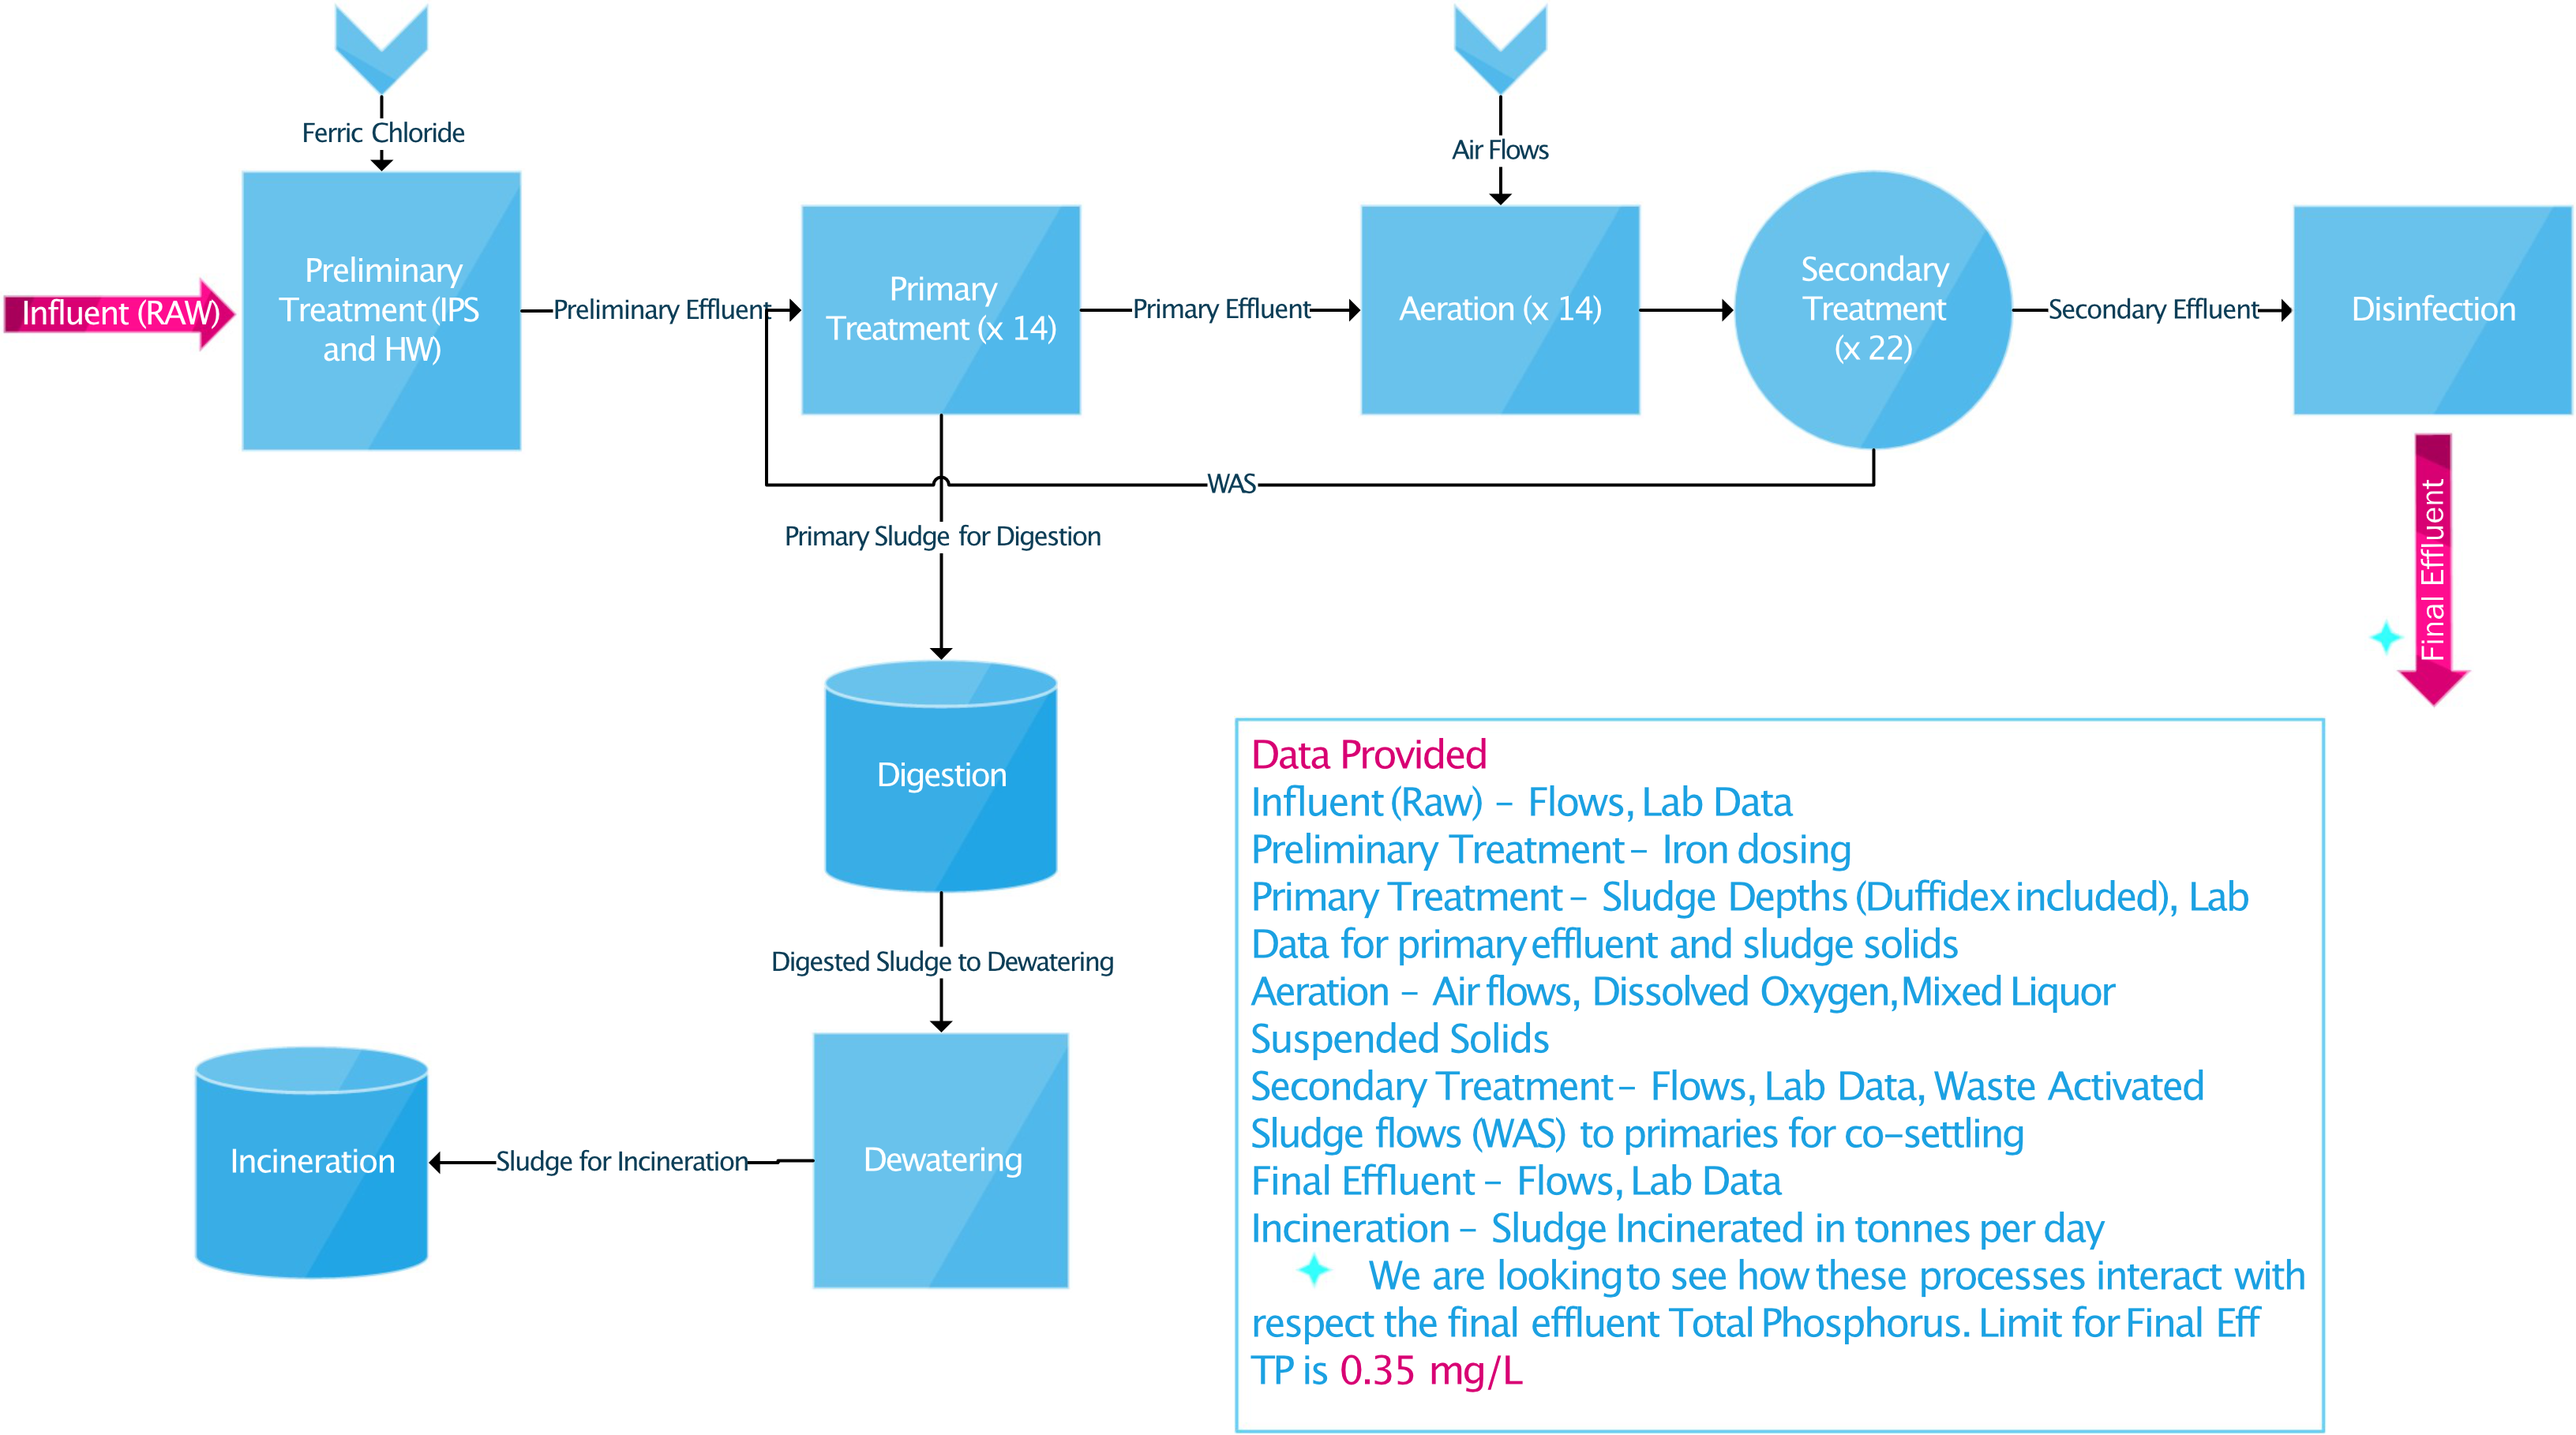 Ferric Chloride
Air Flows
Influent (RAW)
Preliminary
Treatment (IPS
and HW)
Preliminary Effluent
Primary
Treatment (x 14)
Primary Effluent
Aeration (x 14)
Secondary
Treatment
(x 22)
Secondary Effluent
Disinfection
WAS
Final Effluent
Primary Sludge for Digestion
Digestion
Digested Sludge to Dewatering
Dewatering
Sludge for Incineration
Incineration
Data Provided
Influent (Raw) – Flows, Lab Data
Preliminary Treatment – Iron dosing
Primary Treatment – Sludge Depths (Duffidex included), Lab
Data for primary effluent and sludge solids
Aeration – Air flows, Dissolved Oxygen, Mixed Liquor
Suspended Solids
Secondary Treatment – Flows, Lab Data, Waste Activated
Sludge flows (WAS) to primaries for co-settling
Final Effluent – Flows, Lab Data
Incineration – Sludge Incinerated in tonnes per day
We are looking to see how these processes interact with
respect the final effluent Total Phosphorus. Limit for Final Eff
TP is 0.35 mg/L